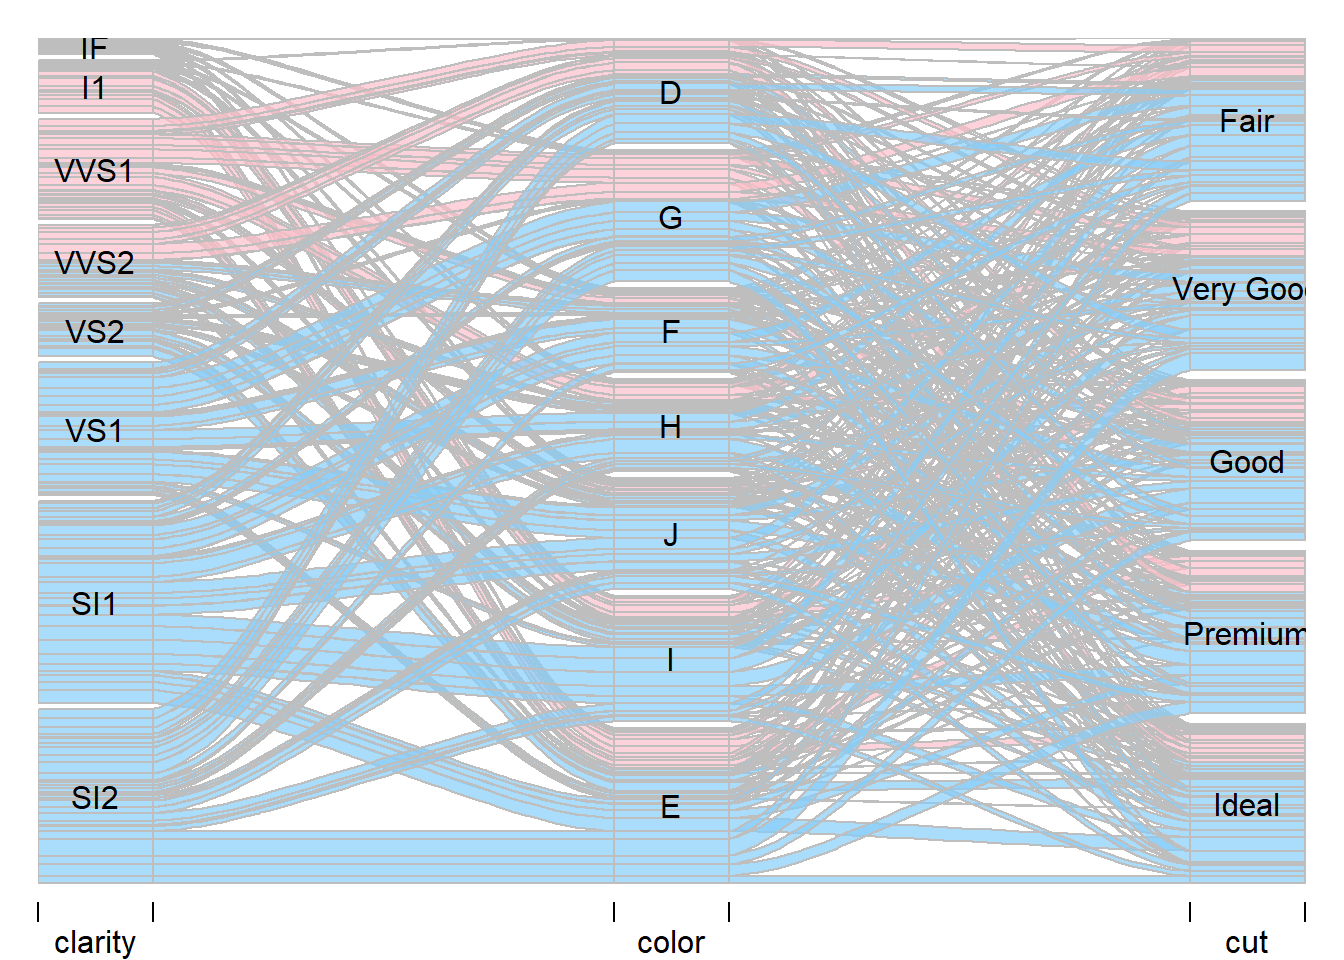 IF
I1
VVS1
VVS2
VS2
VS1
SI1
SI2
D
G
F
H
J
I
E
Fair
Very Goo
Good
Premium
Ideal
clarity
color
cut